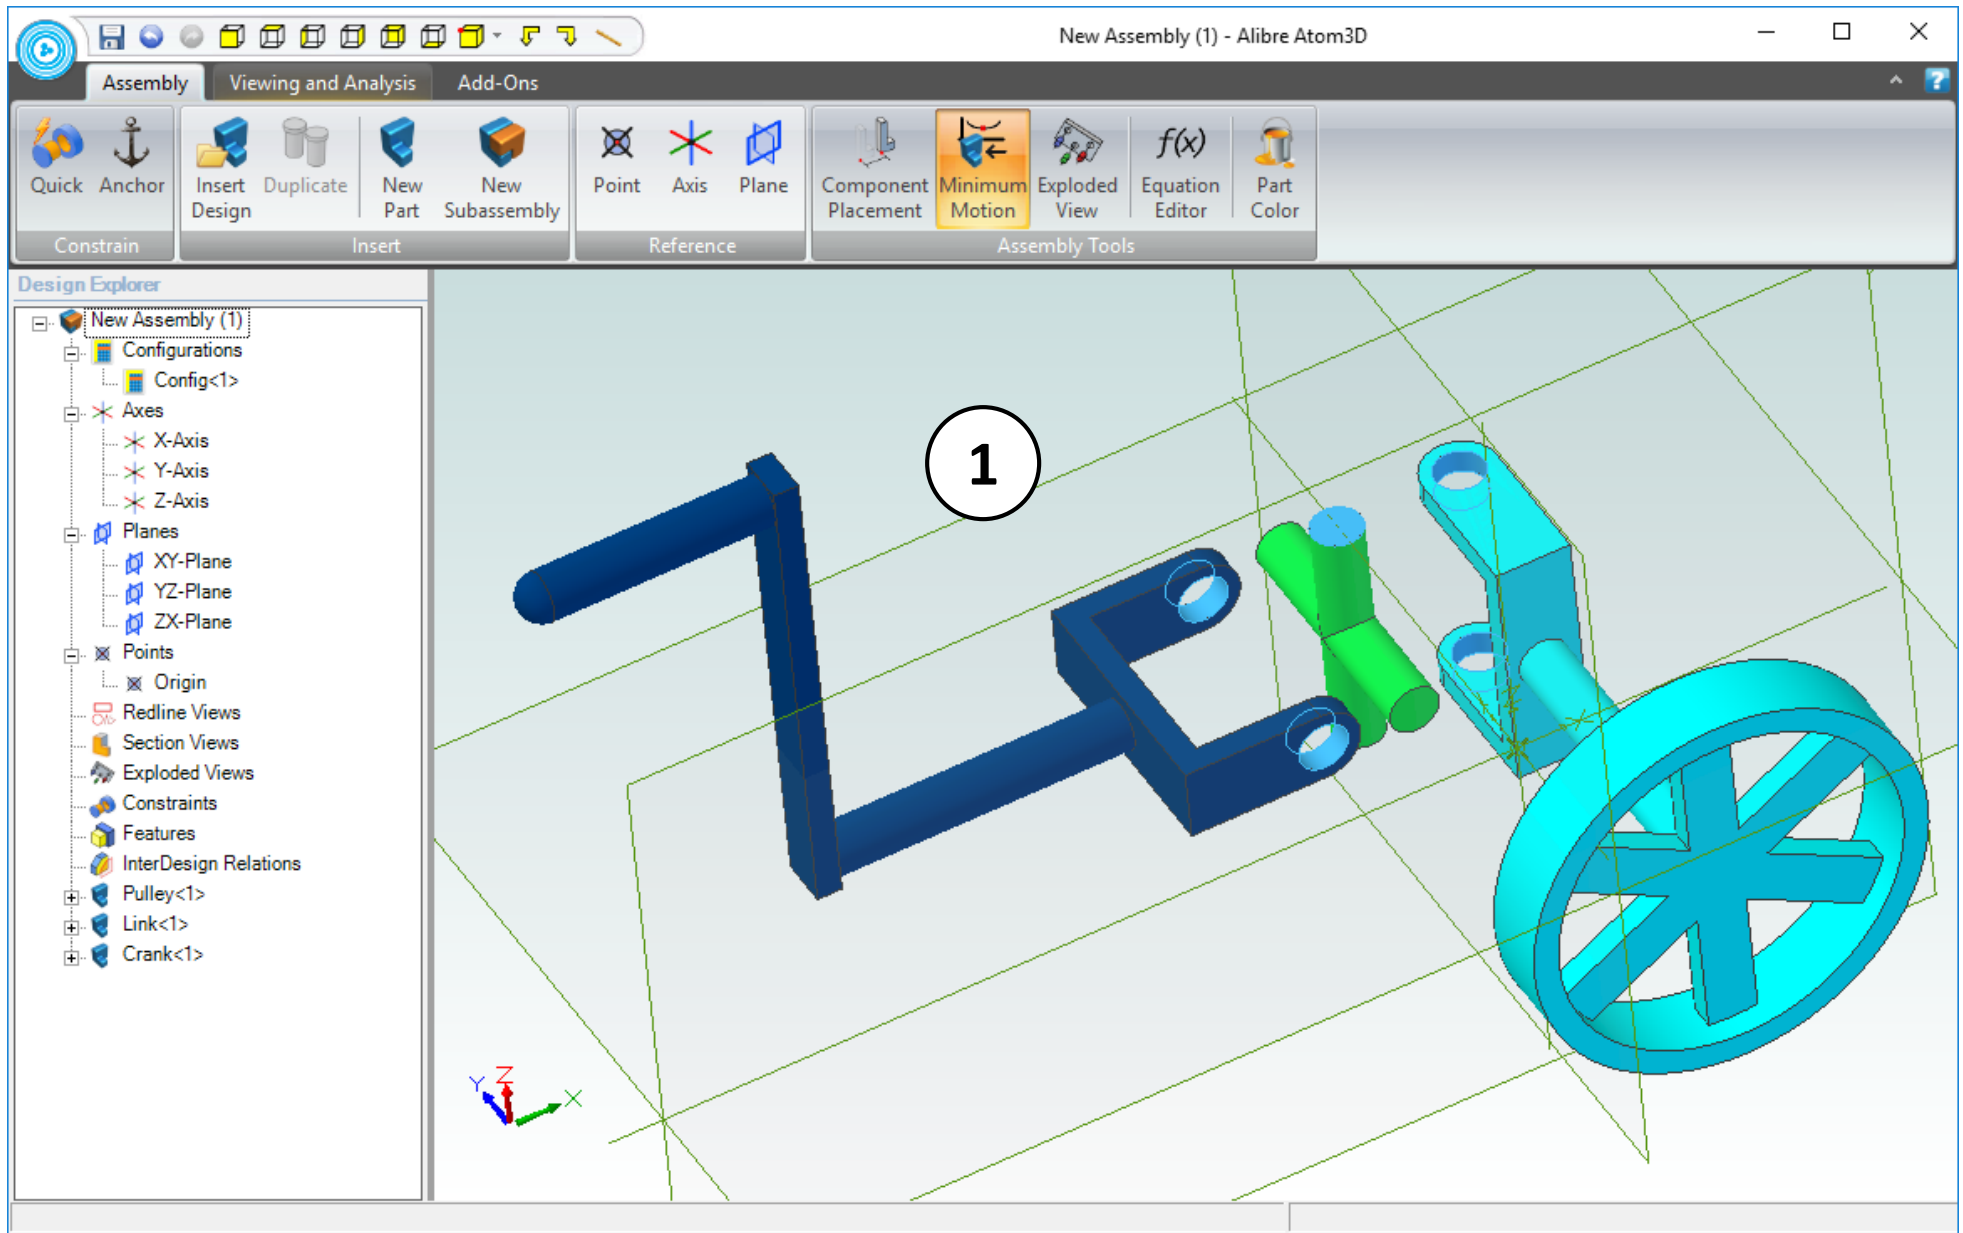 New Assembly (1) - Alibre Atom3D
Assembly Viewing and Analysis Add-Ons
?
Quick Anchor
Constrain
Insert Design
Duplicate
New Part
New Subassembly
Insert
Point Axis Plane
Reference
Component Placement
Minimum Motion
Exploded View
f(x)
Equation Editor
Part Color
Assembly Tools
Design Explorer
New Assembly (1)
Configurations
Config<1>
Axes
X-Axis
Y-Axis
Z-Axis
Planes
XY-Plane
YZ-Plane
ZX-Plane
Points
Origin
Redline Views
Section Views
Exploded Views
Constraints
Features
InterDesign Relations
Pulley<1>
Link<1>
Crank<1>
1
Y Z X